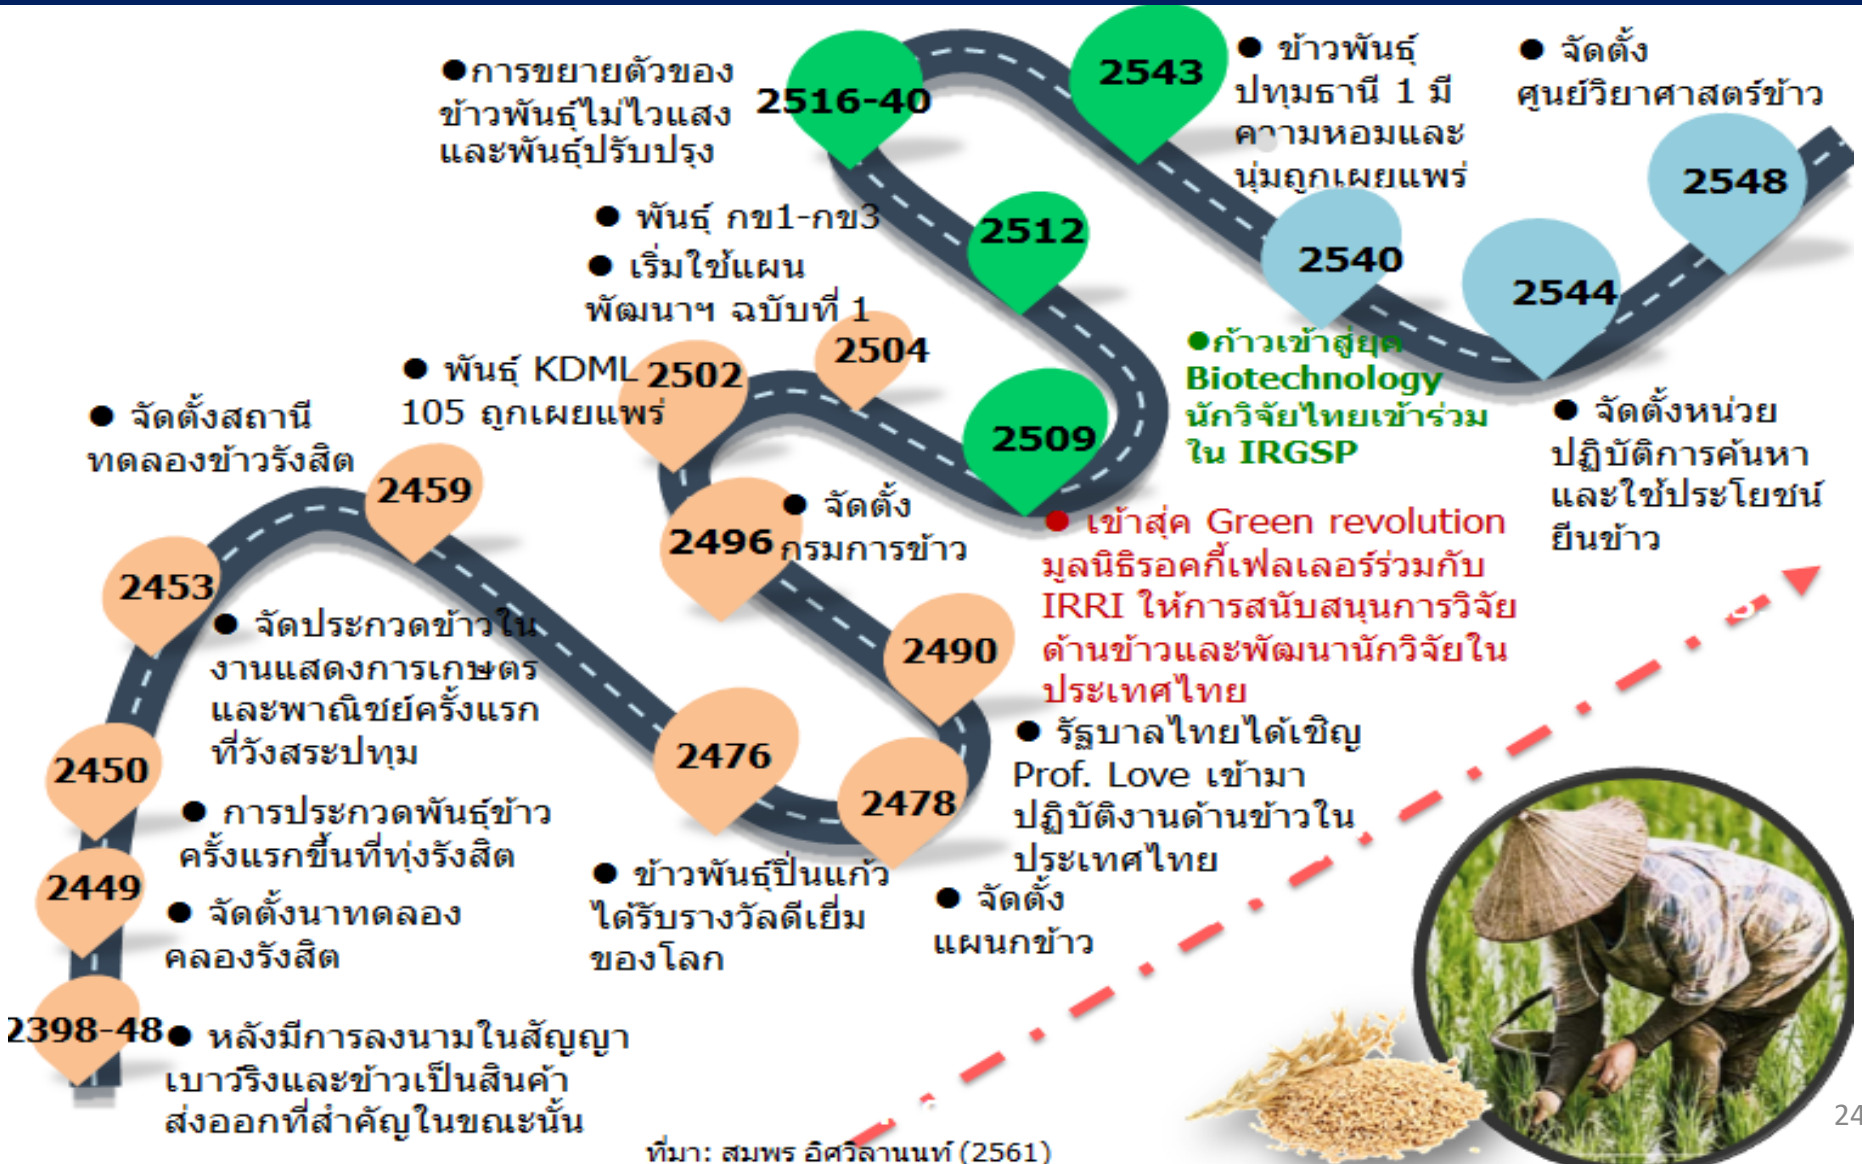 ●การขยายตัวของ
ข้าวพันธุ์ไม่ไวแสง
และพันธุ์ปรับปรุง
2516-40
2543
● ข้าวพันธุ์
ปทุมธานี 1 มี
ความหอมและ
นุ่มถูกเผยแพร่
● จัดตั้ง
ศูนย์วิยาศาสตร์ข้าว
2548
● พันธุ์ กข1-กข3
2512
● เริ่มใช้แผน
พัฒนาฯ ฉบับที่ 1
2504
2540
2544
●ก้าวเข้าสู่ยุค
Biotechnology
นักวิจัยไทยเข้าร่วม
ใน IRGSP
● จัดตั้งหน่วย
ปฏิบัติการค้นหา
และใช้ประโยชน์
ยีนข้าว
● พันธุ์ KDML
105 ถูกเผยแพร่
2502
2509
● จัดตั้งสถานี
ทดลองข้าวรังสิต
2459
● จัดตั้ง
กรมการข้าว
2496
● เข้าสุ่ค Green revolution
มูลนิธิรอคกี้เฟลเลอร์ร่วมกับ
IRRI ให้การสนับสนุนการวิจัย
ด้านข้าวและพัฒนานักวิจัยใน
ประเทศไทย
2453
● จัดประกวดข้าวใน
งานแสดงการเกษตร
และพาณิชย์ครั้งแรก
ที่วังสระปทุม
2490
● รัฐบาลไทยได้เชิญ
Prof. Love เข้ามา
ปฏิบัติงานด้านข้าวใน
ประเทศไทย
2450
● การประกวดพันธุ์ข้าว
ครั้งแรกขึ้นที่ทุ่งรังสิต
2476
● ข้าวพันธุ์ปิ่นแก้ว
ได้รับรางวัลดีเยี่ม
ของโลก
2478
● จัดตั้ง
แผนกข้าว
2449
● จัดตั้งนาทดลอง
คลองรังสิต
2398-48
● หลังมีการลงนามในสัญญา
เบาว์ริงและข้าวเป็นสินค้า
ส่งออกที่สำคัญในขณะนั้น
ที่มา: สมพร อิศวิลานนท์ (2561)
24